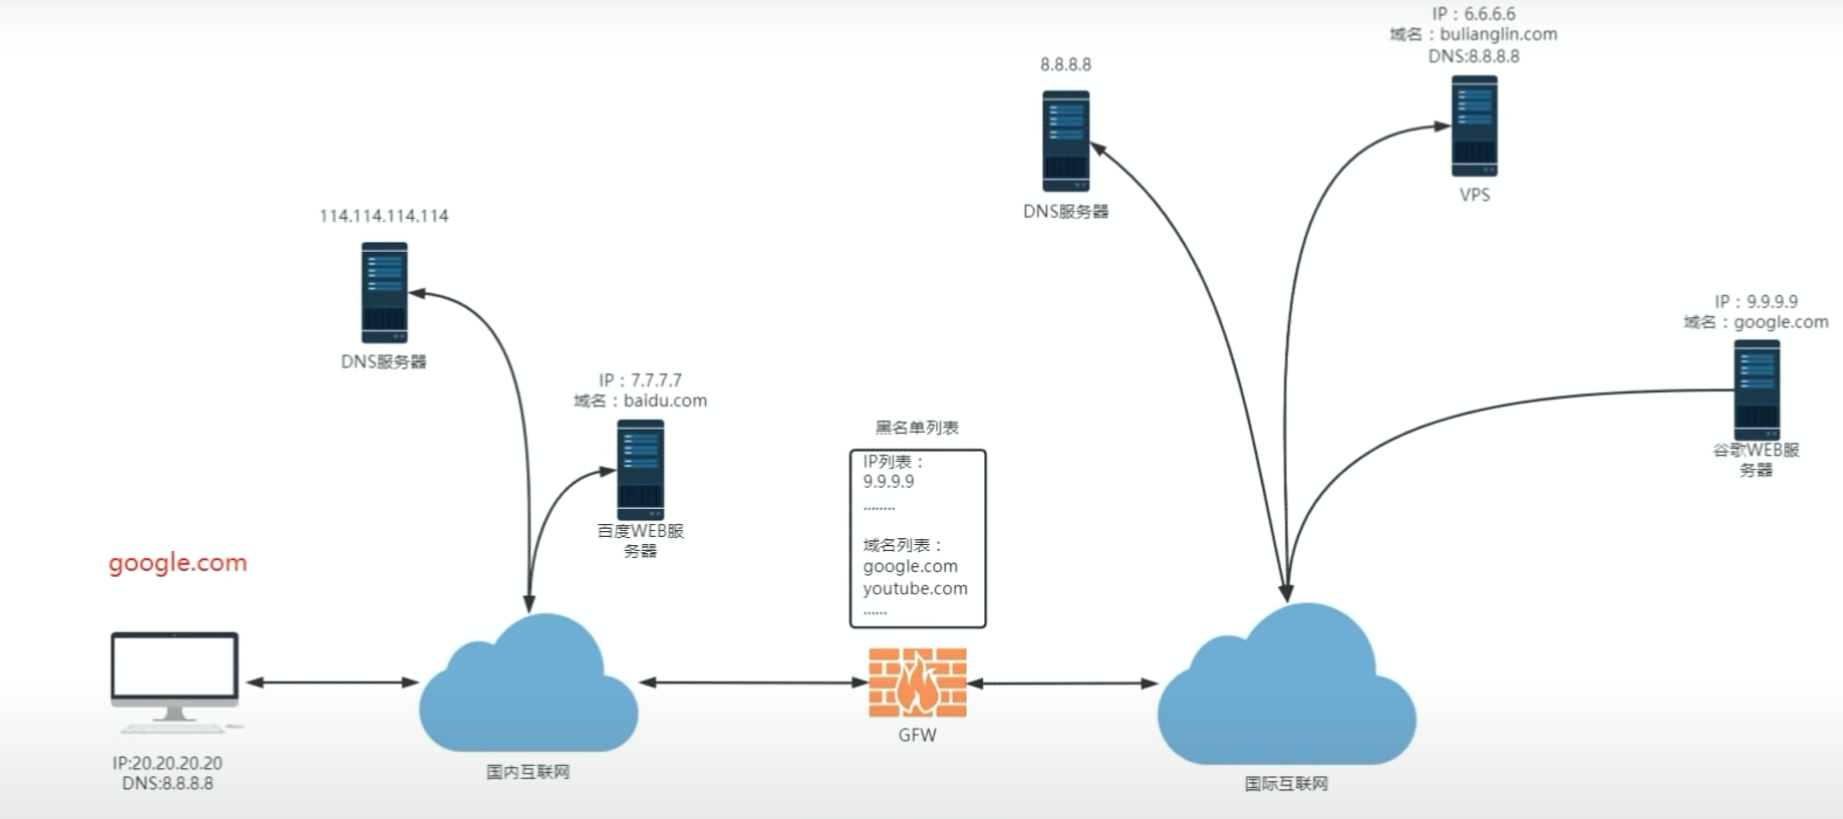 IP：6.6.6.6
域名：bulianglin.com
DNS:8.8.8.8
VPS
8.8.8.8
DNS服务器
114.114.114.114
DNS服务器
IP：9.9.9.9
域名：google.com
谷歌WEB服
务器
IP：7.7.7.7
域名：baidu.com
百度WEB服
务器
黑名单列表
IP列表：
9.9.9.9
........
域名列表：
google.com
youtube.com
......
GFW
google.com
IP:20.20.20.20
DNS:8.8.8.8
国内互联网
国际互联网